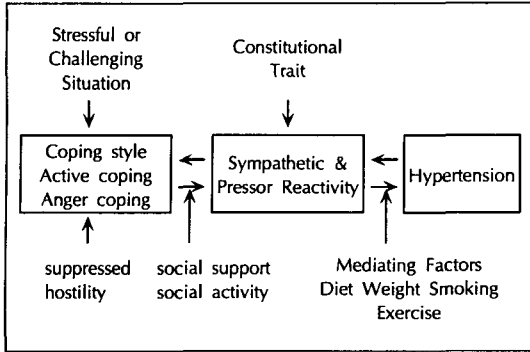 Stressful or
Challenging
Situation
Constitutional
Trait
Coping style
Active coping
Anger coping
Sympathetic &
Pressor Reactivity
Hypertension
suppressed
hostility
social support
social activity
Mediating Factors
Diet Weight Smoking
Exercise